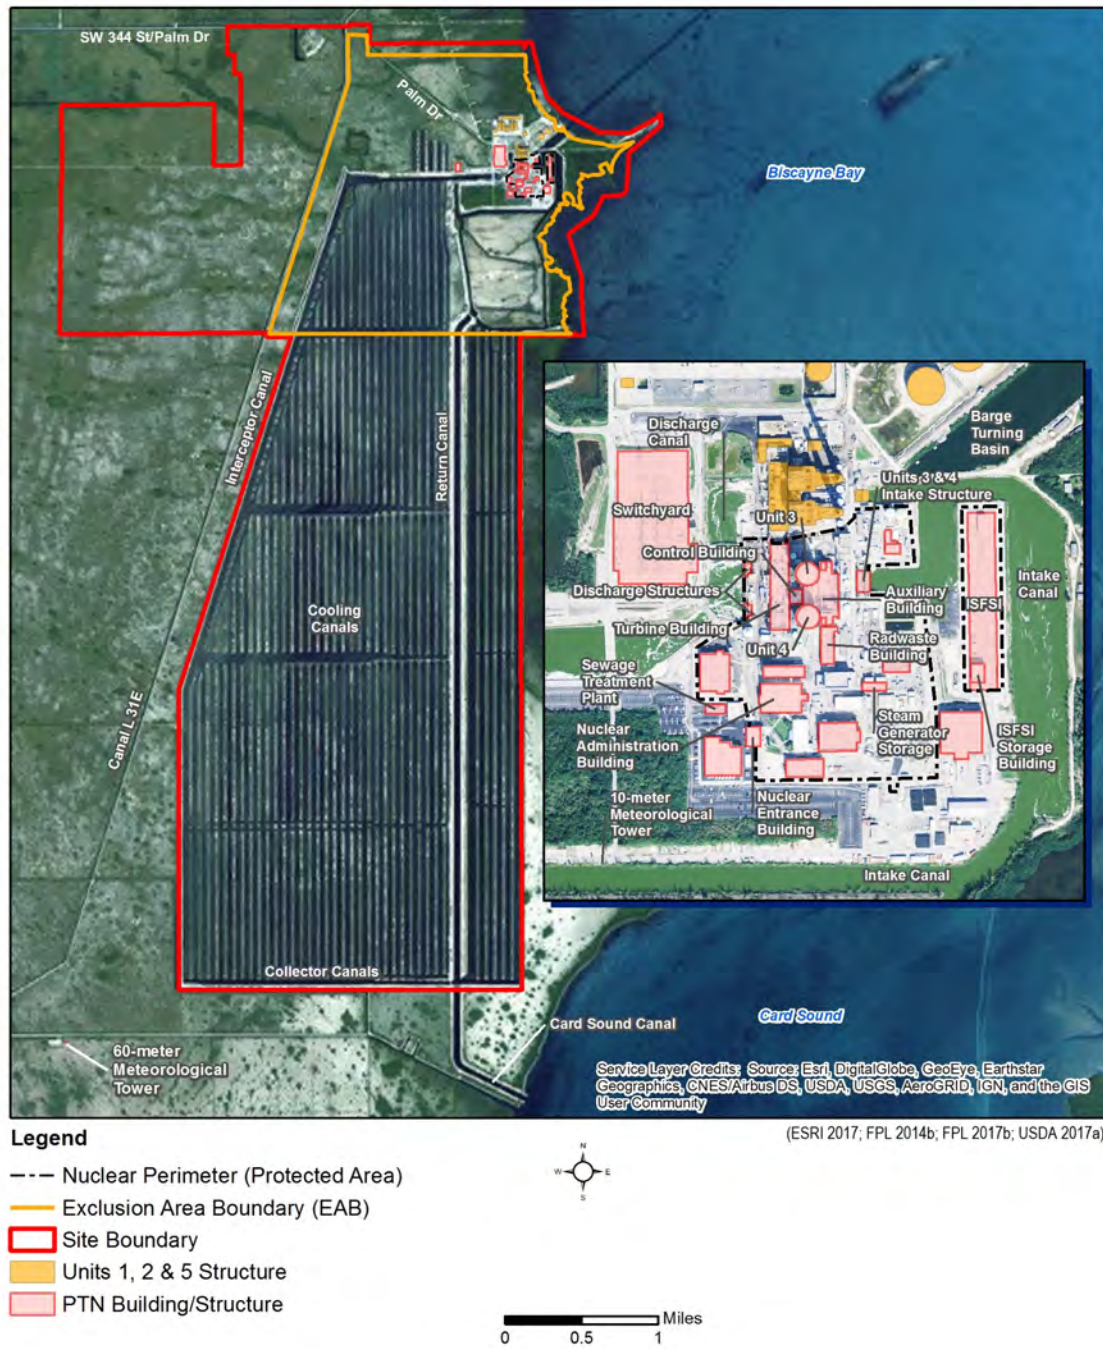 SW 344 St/Palm Dr
Palm Dr
Biscayne Bay
Interceptor Canal
Return Canal
Cooling
Canals
Canal L 31E
Collector Canals
Card Sound Canal
Card Sound
60-meter
Meteorological
Tower
Discharge
Canal
Barge
Turning
Basin
Units 3 & 4
Intake Structure
Switchyard
Unit 3
Control Building
Discharge Structures
Auxiliary
Building
ISFSI
Intake
Canal
Turbine Building
Unit 4
Radwaste
Building
Sewage
Treatment
Plant
Nuclear
Administration
Building
Steam
Generator
Storage
ISFSI
Storage
Building
10-meter
Meteorological
Tower
Nuclear
Entrance
Building
Intake Canal
Service Layer Credits: Source: Esri, DigitalGlobe, GeoEye, Earthstar
Geographics, CNES/Airbus DS, USDA, USGS, AeroGRID, IGN, and the GIS
User Community
(ESRI 2017; FPL 2014b; FPL 2017b; USDA 2017a)
Legend
Nuclear Perimeter (Protected Area)
Exclusion Area Boundary (EAB)
Site Boundary
Units 1, 2 & 5 Structure
PTN Building/Structure
N
W E
S
Miles
0 0.5 1